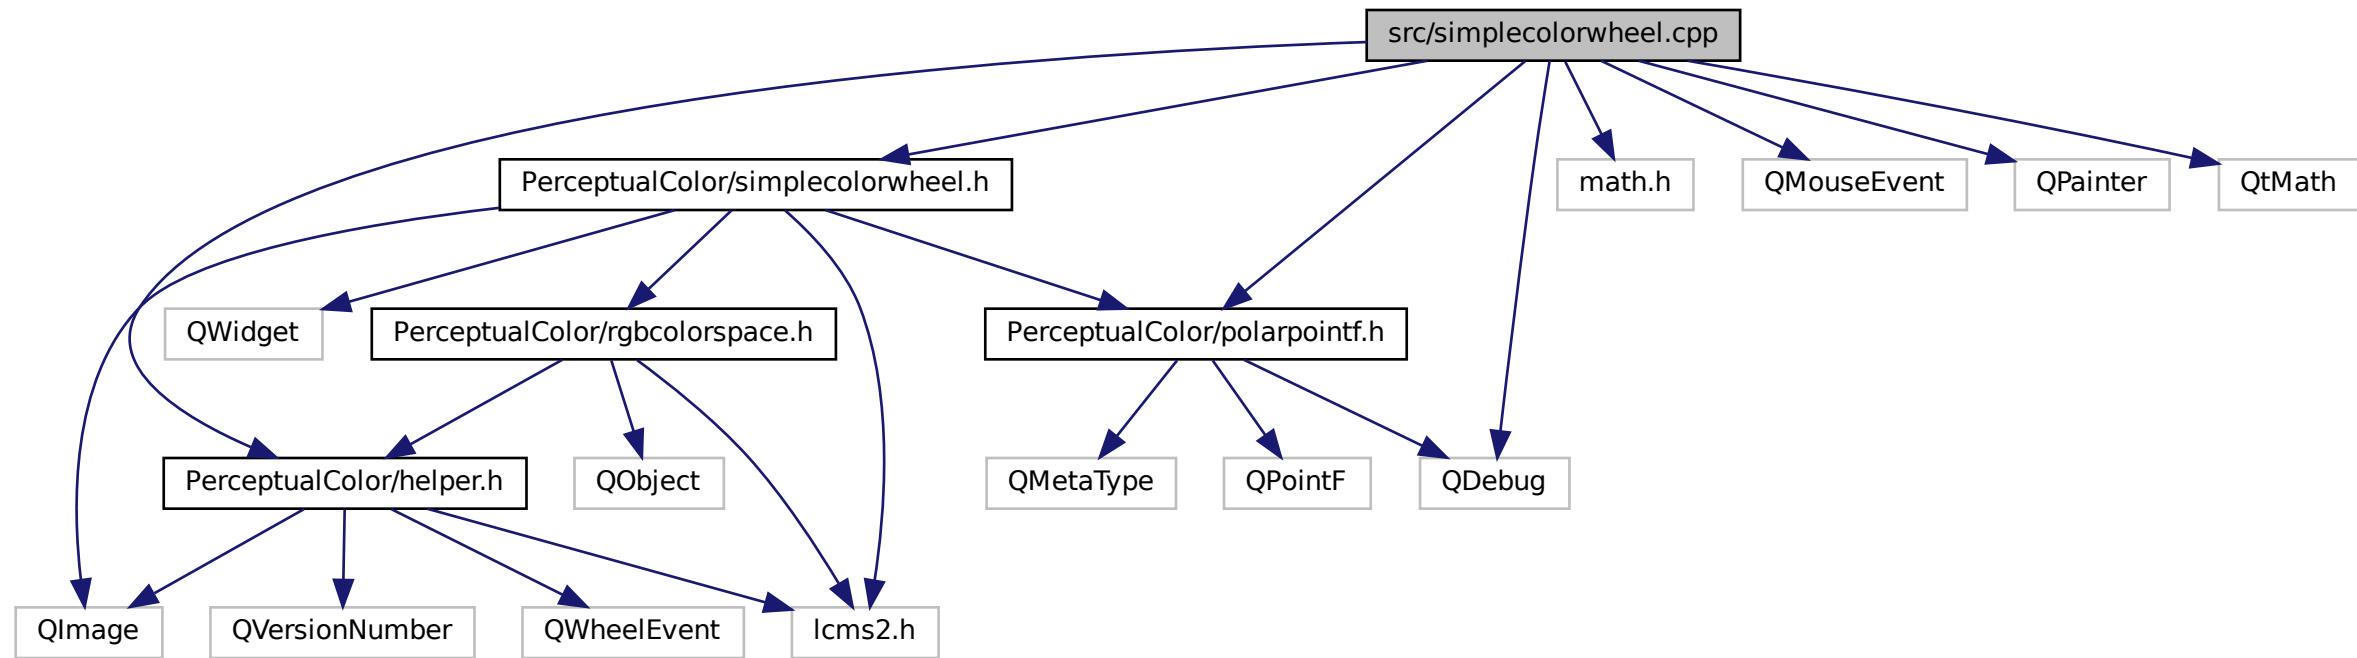 src/simplecolorwheel.cpp
PerceptualColor/simplecolorwheel.h
math.h
QMouseEvent
QPainter
QtMath
QWidget
PerceptualColor/rgbcolorspace.h
PerceptualColor/polarpointf.h
PerceptualColor/helper.h
QObject
QMetaType
QPointF
QDebug
QImage
QVersionNumber
QWheelEvent
lcms2.h